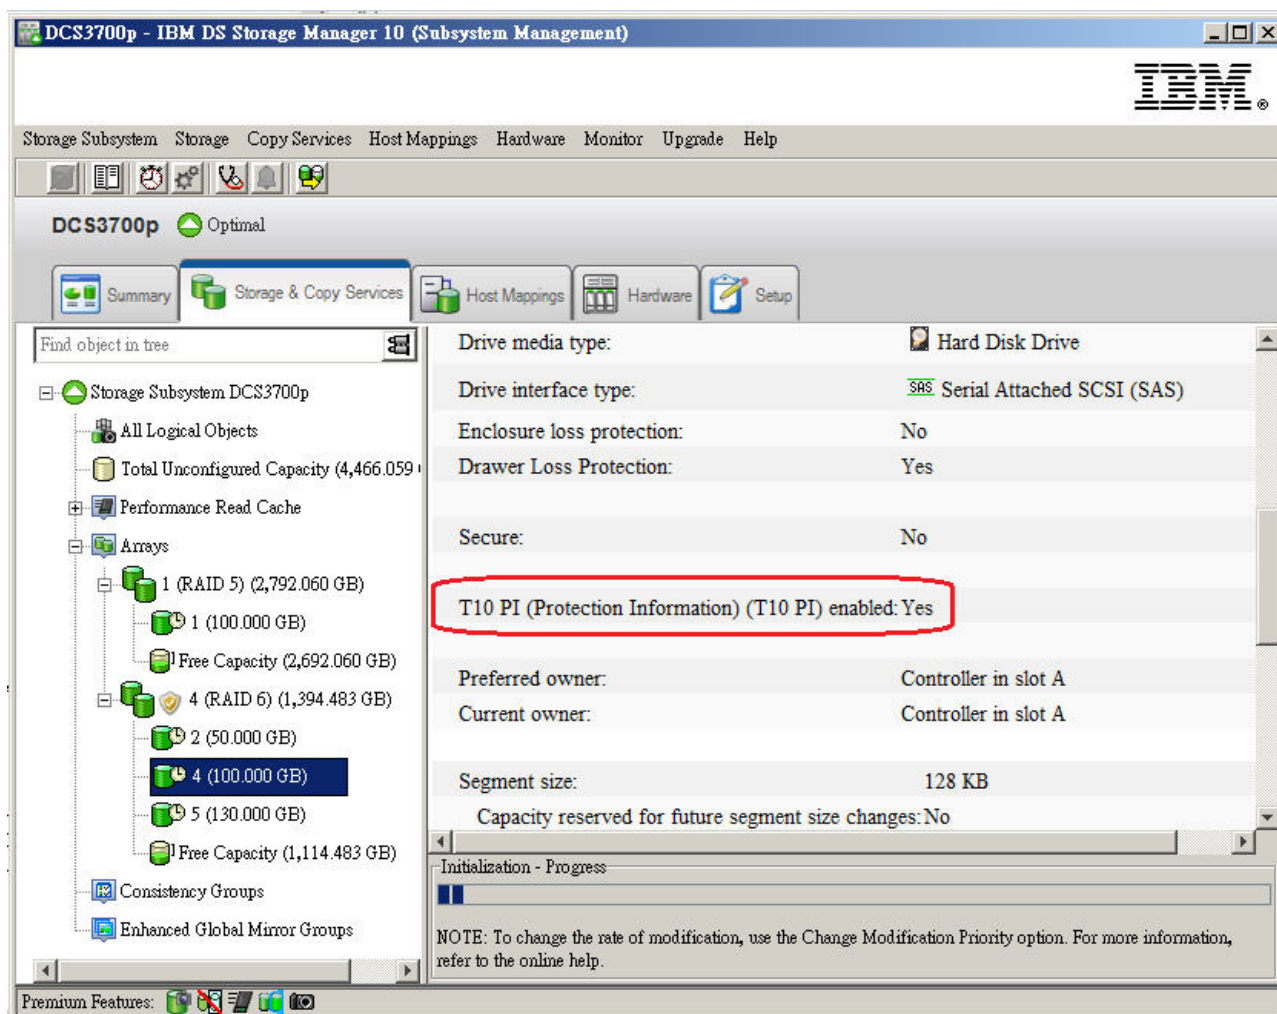 DCS3700p - IBM DS Storage Manager 10 (Subsystem Management)
IBM®
Storage Subsystem Storage Copy Services Host Mappings Hardware Monitor Upgrade Help
DCS3700p Optimal
Summary Storage & Copy Services Host Mappings Hardware Setup
Find object in tree
Storage Subsystem DCS3700p
All Logical Objects
Total Unconfigured Capacity (4,466.059
Performance Read Cache
Arrays
1 (RAID 5) (2,792.060 GB)
1 (100.000 GB)
Free Capacity (2,692.060 GB)
4 (RAID 6) (1,394.483 GB)
2 (50.000 GB)
4 (100.000 GB)
5 (130.000 GB)
Free Capacity (1,114.483 GB)
Consistency Groups
Enhanced Global Mirror Groups
Drive media type: Hard Disk Drive
Drive interface type: SAS Serial Attached SCSI (SAS)
Enclosure loss protection: No
Drawer Loss Protection: Yes
Secure: No
T10 PI (Protection Information) (T10 PI) enabled: Yes
Preferred owner: Controller in slot A
Current owner: Controller in slot A
Segment size: 128 KB
Capacity reserved for future segment size changes: No
Initialization - Progress
NOTE: To change the rate of modification, use the Change Modification Priority option. For more information,
refer to the online help.
Premium Features: